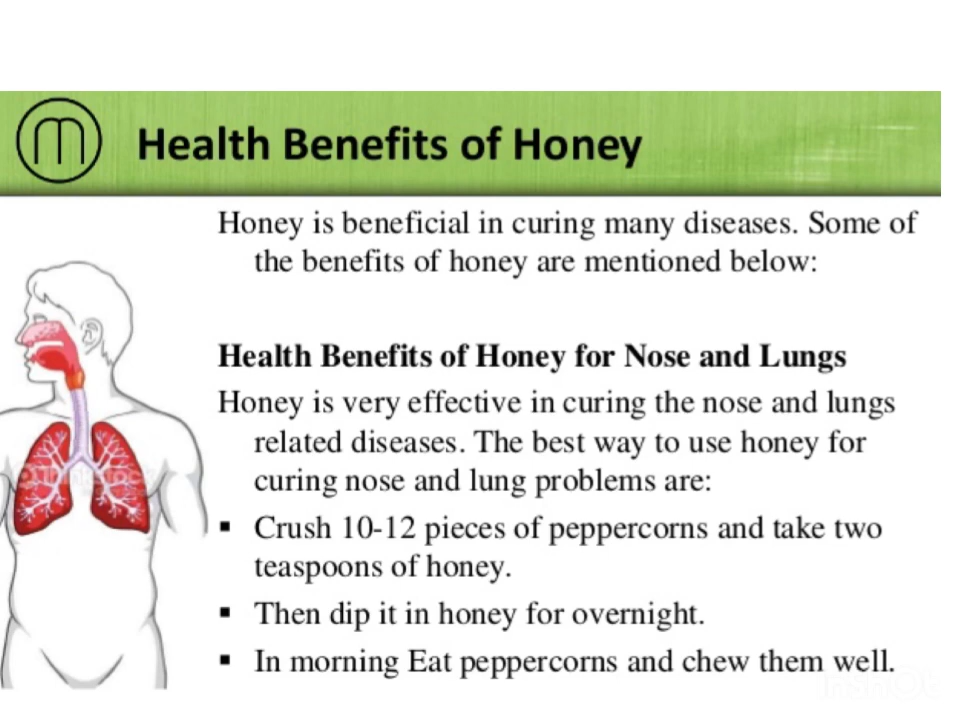 Health Benefits of Honey
Honey is beneficial in curing many diseases. Some of
the benefits of honey are mentioned below:
Health Benefits of Honey for Nose and Lungs
Honey is very effective in curing the nose and lungs
related diseases. The best way to use honey for
curing nose and lung problems are:
▪ Crush 10-12 pieces of peppercorns and take two
teaspoons of honey.
▪ Then dip it in honey for overnight.
▪ In morning Eat peppercorns and chew them well.